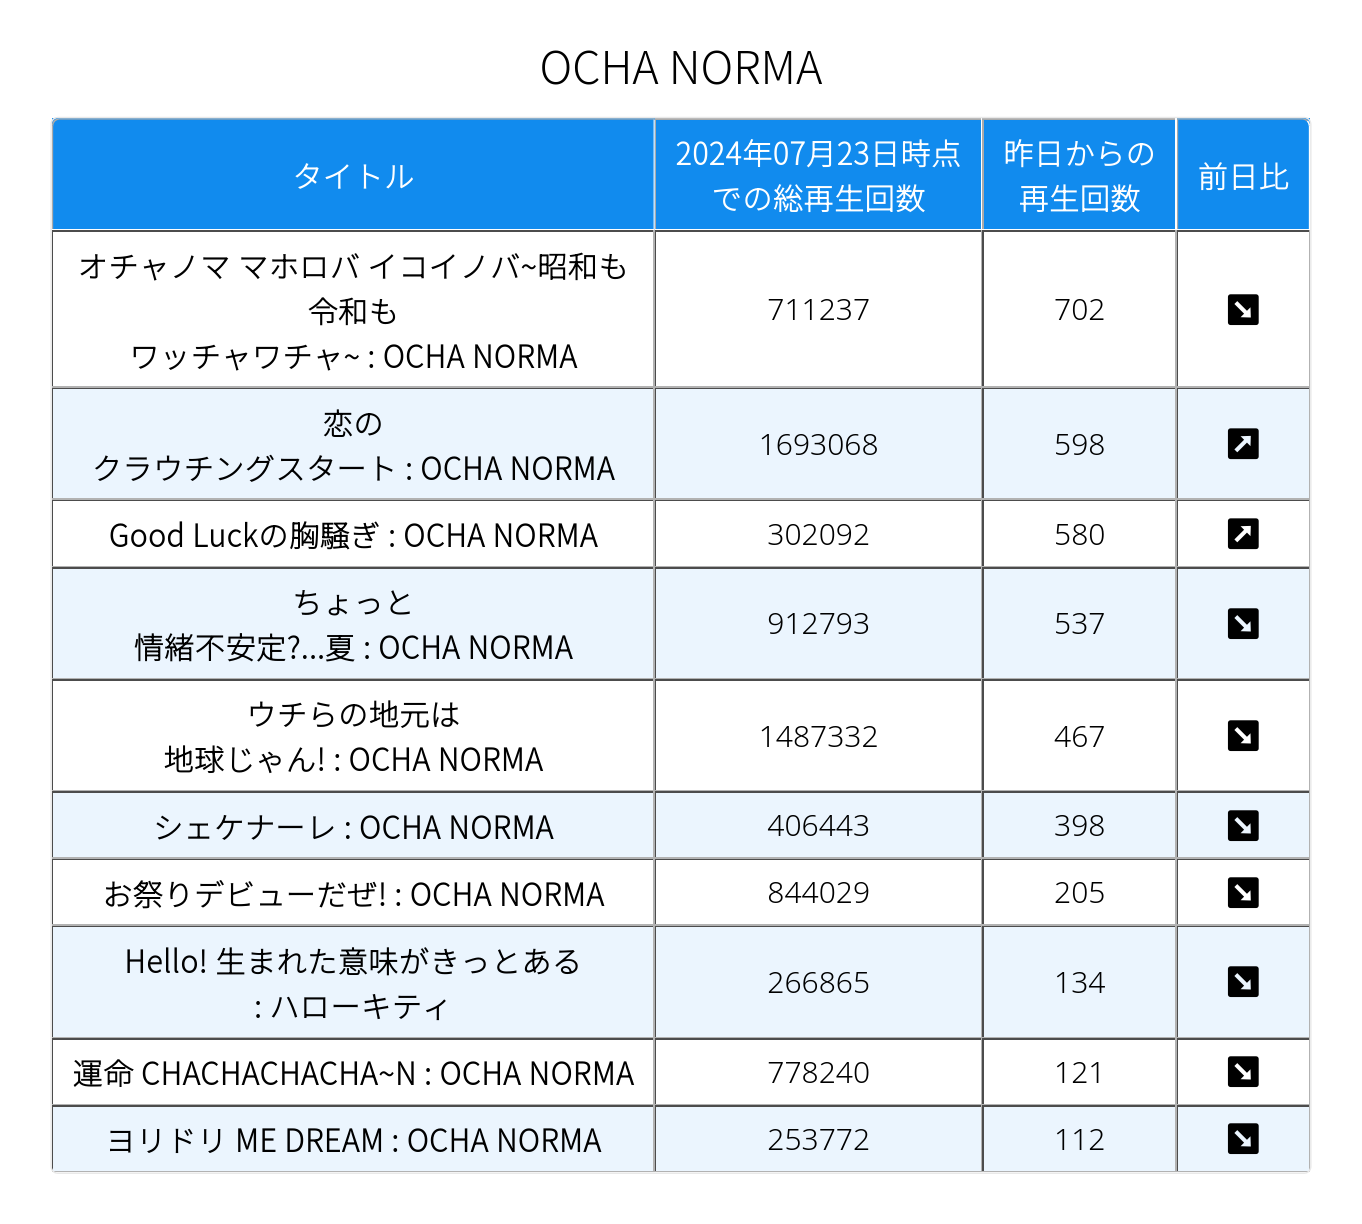 OCHA NORMA
タイトル
2024年07月23日時点
での総再生回数
昨日からの
再生回数
前日比
オチャノマ マホロバ イコイノバ~昭和も
令和も
ワッチャワチャ~ : OCHA NORMA
711237
702
恋の
クラウチングスタート : OCHA NORMA
1693068
598
Good Luckの胸騒ぎ : OCHA NORMA
302092
580
ちょっと
情緒不安定?...夏 : OCHA NORMA
912793
537
ウチらの地元は
地球じゃん! : OCHA NORMA
1487332
467
シェケナーレ : OCHA NORMA
406443
398
お祭りデビューだぜ! : OCHA NORMA
844029
205
Hello! 生まれた意味がきっとある
: ハローキティ
266865
134
運命 CHACHACHACHA~N : OCHA NORMA
778240
121
ヨリドリ ME DREAM : OCHA NORMA
253772
112